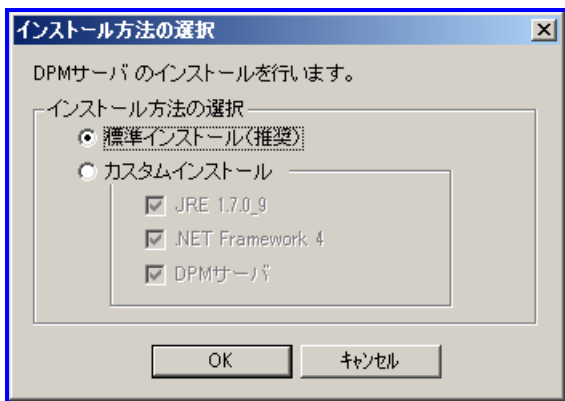 インストール方法の選択
DPMサーバ のインストールを行います。
インストール方法の選択
標準インストール(推奨)
カスタムインストール
JRE 1.7.0_9
.NET Framework 4
DPMサーバ
OK
キャンセル